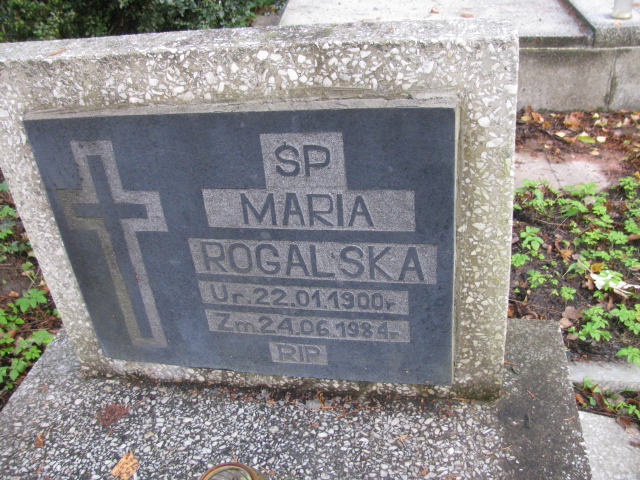 ŚP
MARIA
ROGALSKA
Ur. 22.01.1900r
Zm 24.06.1984r
RIP